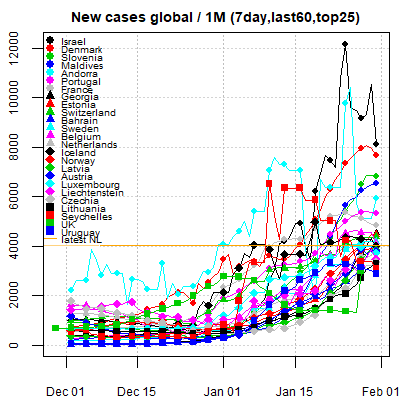 New cases global / 1M (7day,last60,top25)
12000
10000
8000
6000
4000
2000
0
Israel
Denmark
Slovenia
Maldives
Andorra
Portugal
France
Georgia
Estonia
Switzerland
Bahrain
Sweden
Belgium
Netherlands
Iceland
Norway
Latvia
Austria
Luxembourg
Liechtenstein
Czechia
Lithuania
Seychelles
UK
Uruguay
latest NL
Dec 01
Dec 15
Jan 01
Jan 15
Feb 01